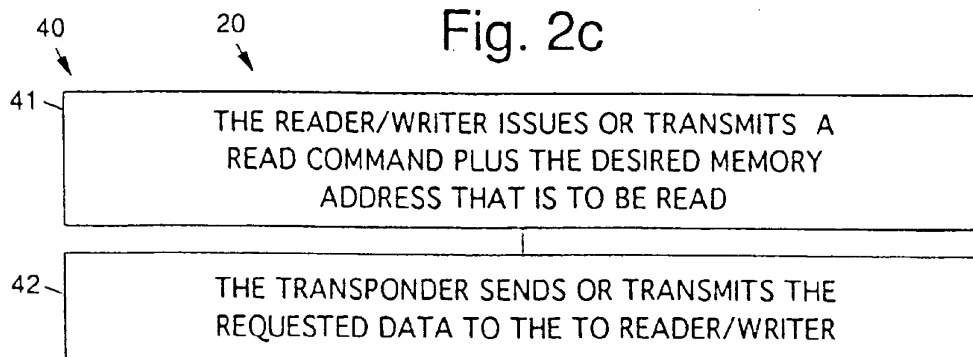 Fig. 2c
40
20
41
THE READER/WRITER ISSUES OR TRANSMITS A
READ COMMAND PLUS THE DESIRED MEMORY
ADDRESS THAT IS TO BE READ
42
THE TRANSPONDER SENDS OR TRANSMITS THE
REQUESTED DATA TO THE TO READER/WRITER